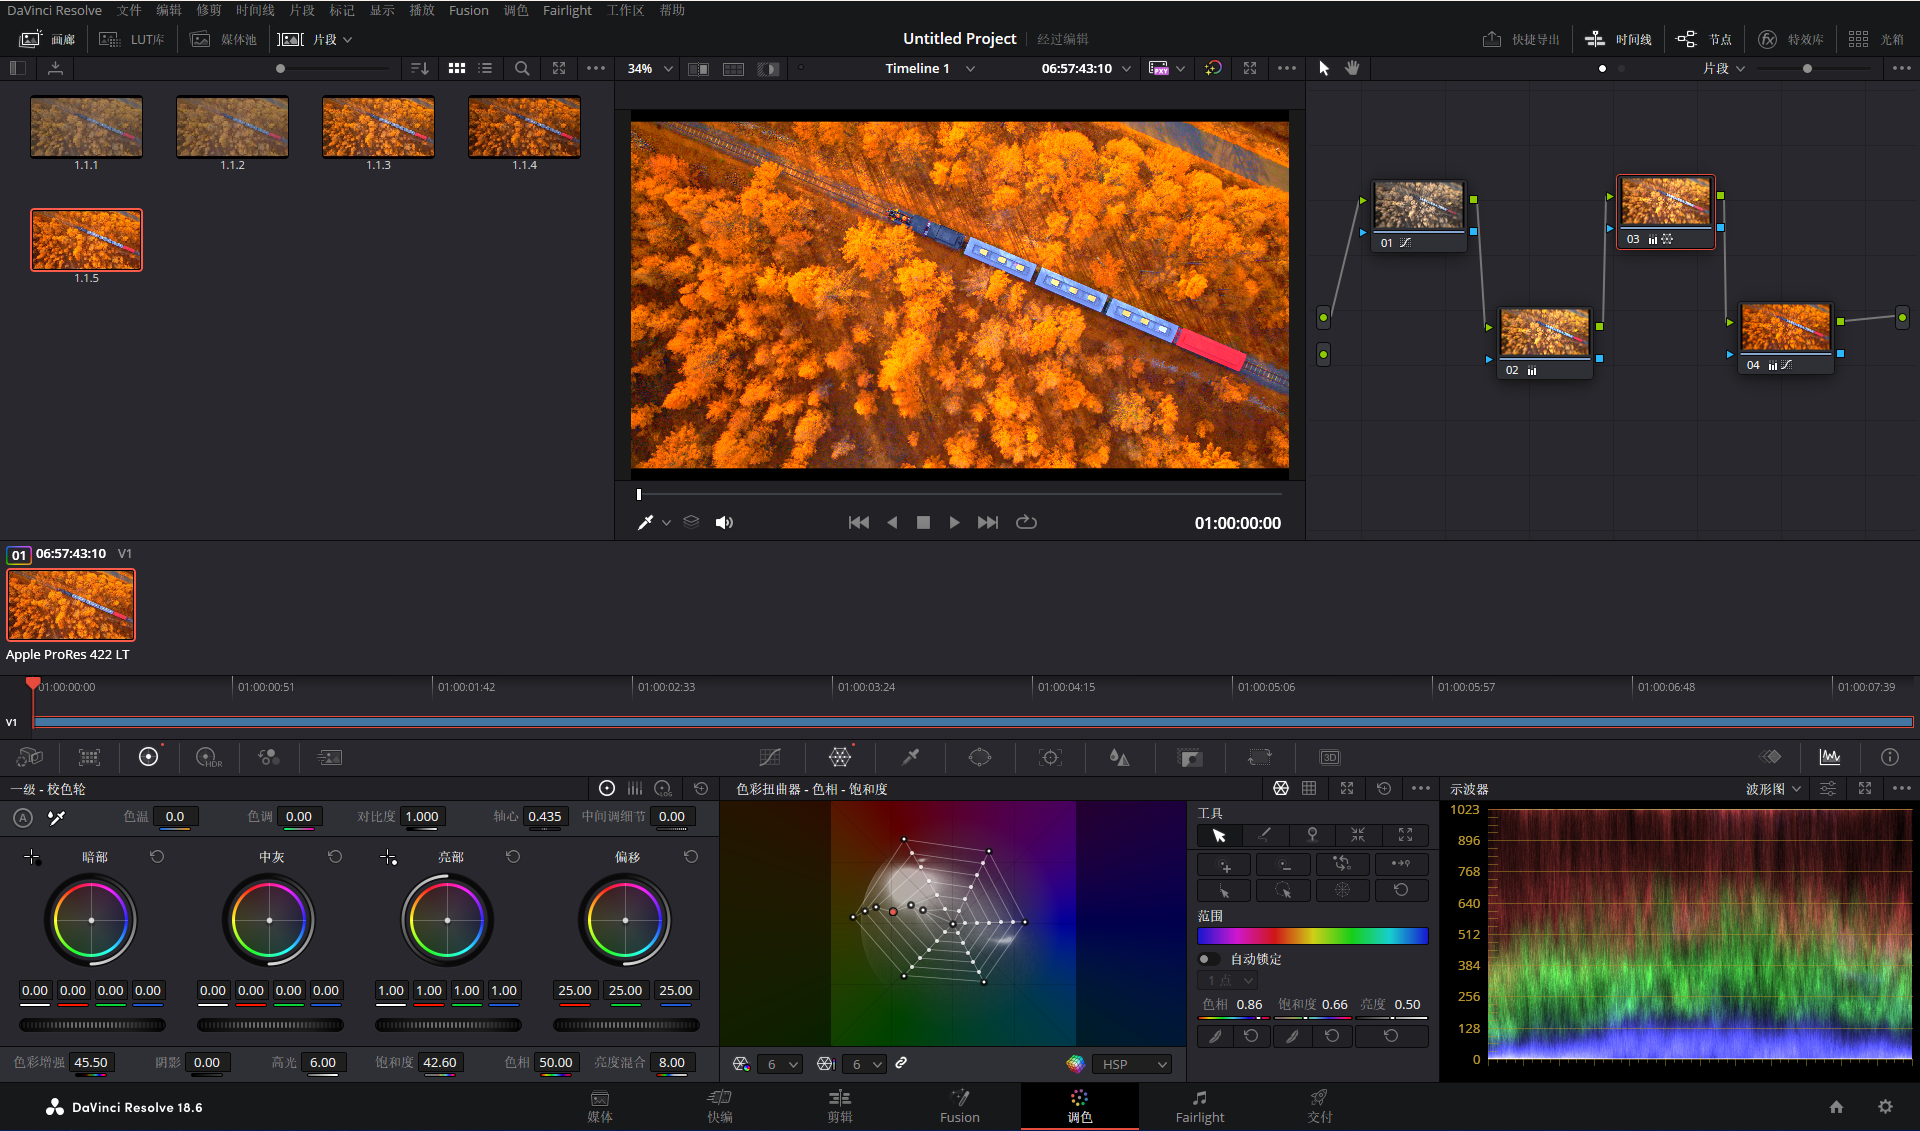 DaVinci Resolve 文件 编辑 修剪 时间线 片段 标记 显示 播放 Fusion 调色 Fairlight 工作区 帮助
画廊 LUT库 媒体池 片段 Untitled Project 经过编辑 快捷导出 时间线 节点 特效库 光箱
34% Timeline 1 06:57:43:10 PXY 片段
1.1.1 1.1.2 1.1.3 1.1.4
1.1.5
01
03
02
04
01:00:00:00
01 06:57:43:10 V1
Apple ProRes 422 LT
01:00:00:00 01:00:00:51 01:00:01:42 01:00:02:33 01:00:03:24 01:00:04:15 01:00:05:06 01:00:05:57 01:00:06:48 01:00:07:39
V1
HDR 3D
一级 - 校色轮 LOG 色彩扭曲器 - 色相 - 饱和度 示波器 波形图
A 色温 0.0 色调 0.00 对比度 1.000 轴心 0.435 中间调细节 0.00
暗部 中灰 亮部 偏移
0.00 0.00 0.00 0.00 0.00 0.00 0.00 0.00 1.00 1.00 1.00 1.00 25.00 25.00 25.00
色彩增强 45.50 阴影 0.00 高光 6.00 饱和度 42.60 色相 50.00 亮度混合 8.00
6 6 HSP
工具
范围
自动锁定
1 点
色相 0.86 饱和度 0.66 亮度 0.50
1023
896
768
640
512
384
256
128
0
DaVinci Resolve 18.6 媒体 快编 剪辑 Fusion 调色 Fairlight 交付